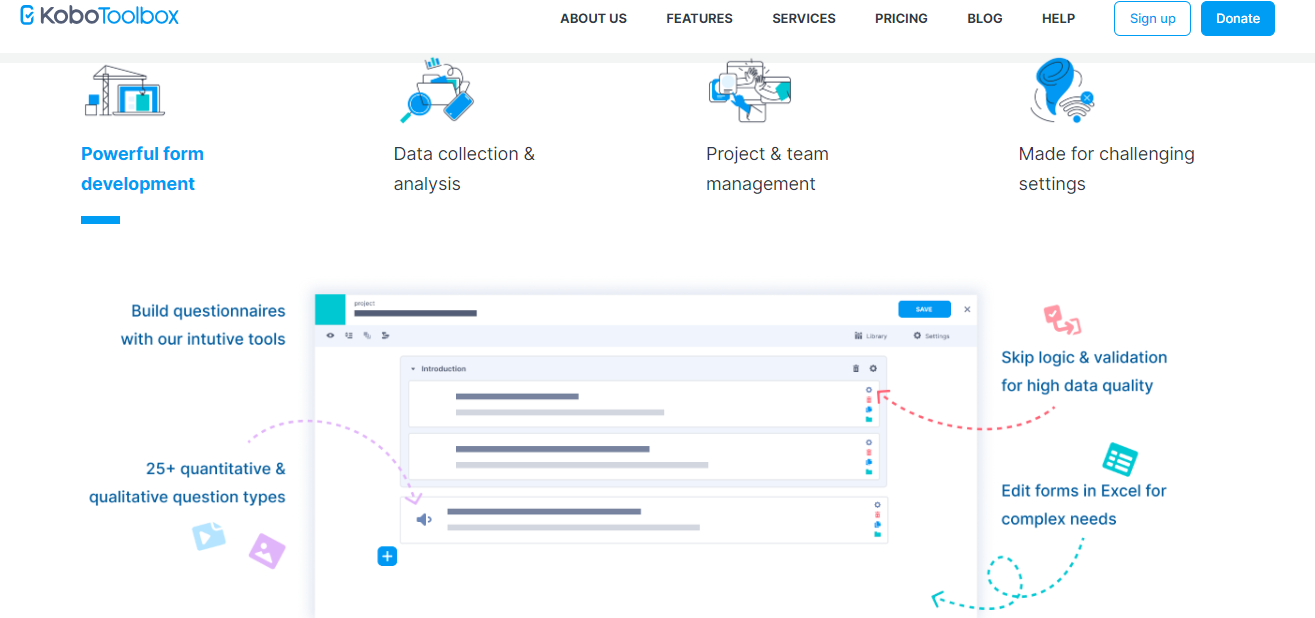 KoboToolbox
ABOUT US FEATURES SERVICES PRICING BLOG HELP Sign up Donate
Powerful form
development
Data collection &
analysis
Project & team
management
Made for challenging
settings
Build questionnaires
with our intutive tools
25+ quantitative &
qualitative question types
project
SAVE
Library Settings
Introduction
Skip logic & validation
for high data quality
Edit forms in Excel for
complex needs